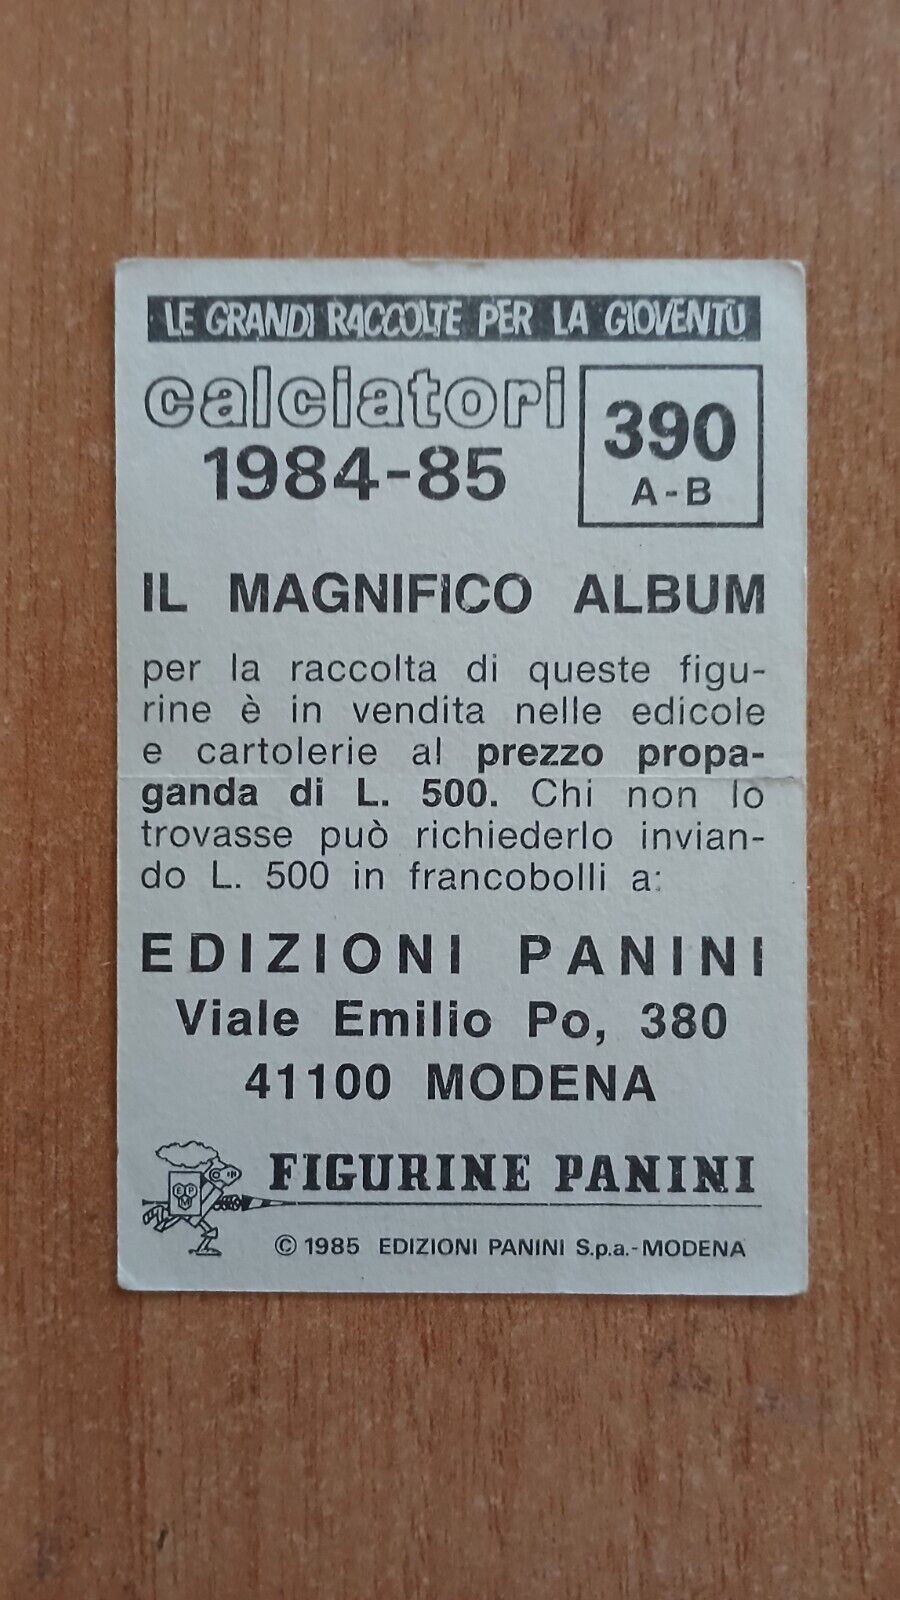 LE GRANDI RACCOLTE PER LA GIOVENTÙ
calciatori
1984-85
390
A-B
IL MAGNIFICO ALBUM
per la raccolta di queste figu-
rine è in vendita nelle edicole
e cartolerie al prezzo propa-
ganda di L. 500. Chi non lo
trovasse può richiederlo invian-
do L. 500 in francobolli a:
EDIZIONI PANINI
Viale Emilio Po, 380
41100 MODENA
EP
FIGURINE PANINI
© 1985 EDIZIONI PANINI S.p.a.-MODENA